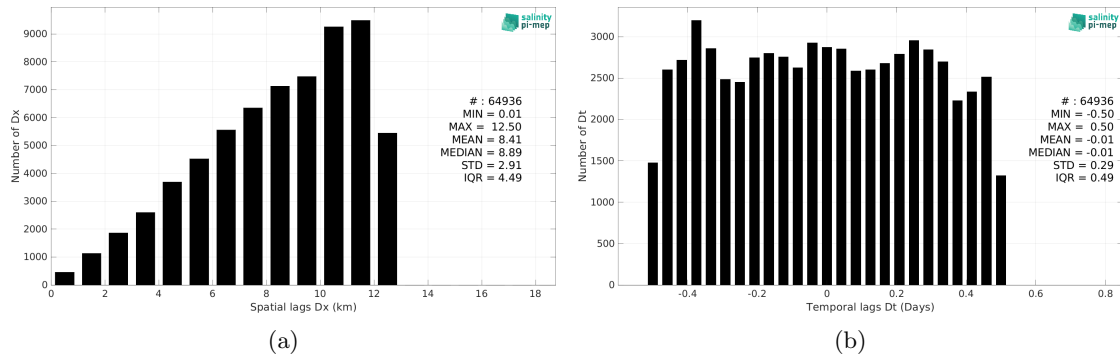 salinity
pi-mep
9000
8000
7000
6000
5000
4000
3000
2000
1000
0
Number of Dx
# : 64936
MIN = 0.01
MAX = 12.50
MEAN = 8.41
MEDIAN = 8.89
STD = 2.91
IQR = 4.49
0 2 4 6 8 10 12 14 16 18
Spatial lags Dx (km)
(a)
salinity
pi-mep
3000
2500
2000
1500
1000
500
0
Number of Dt
# : 64936
MIN = -0.50
MAX = 0.50
MEAN = -0.01
MEDIAN = -0.01
STD = 0.29
IQR = 0.49
-0.4 -0.2 0 0.2 0.4 0.6 0.8
Temporal lags Dt (Days)
(b)